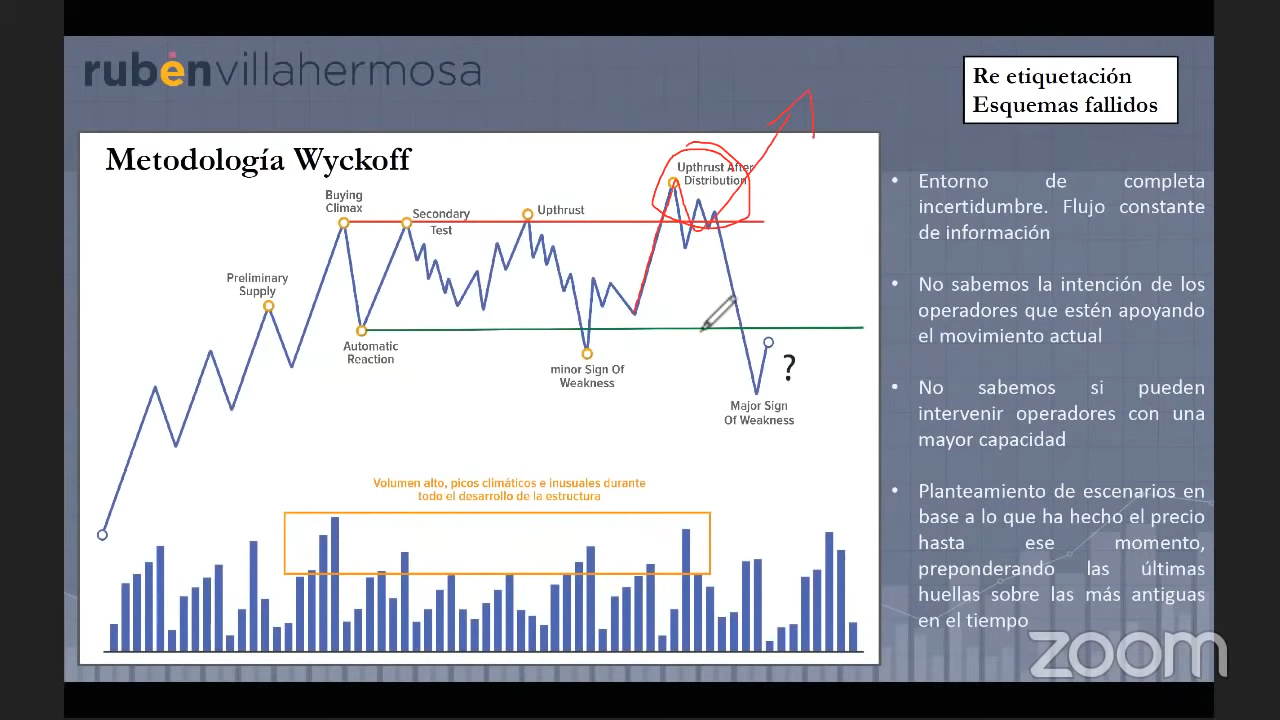 rubėnvillahermosa
Re etiquetación
Esquemas fallidos
Metodología Wyckoff
Upthrust After
Distribution
Buying
Climax
Secondary
Test
Upthrust
Preliminary
Supply
Automatic
Reaction
minor Sign Of
Weakness
?
Major Sign
Of Weakness
Volumen alto, picos climáticos e inusuales durante
todo el desarrollo de la estructura
• Entorno de completa
incertidumbre. Flujo constante
de información
• No sabemos la intención de los
operadores que estén apoyando
el movimiento actual
• No sabemos si pueden
intervenir operadores con una
mayor capacidad
• Planteamiento de escenarios en
base a lo que ha hecho el precio
hasta ese momento,
preponderando las últimas
huellas sobre las más antiguas
en el tiempo
zoom